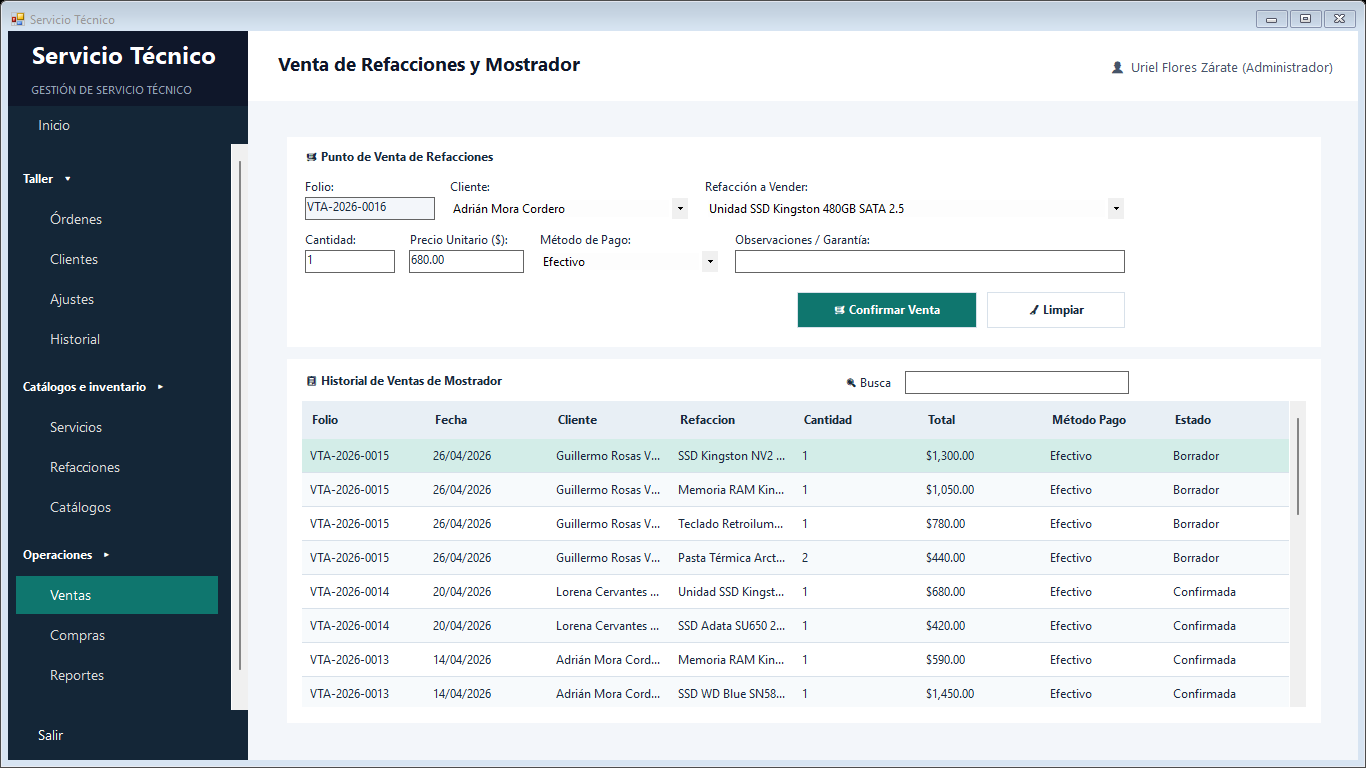 Servicio Técnico
Servicio Técnico
GESTIÓN DE SERVICIO TÉCNICO
Inicio
Taller
Órdenes
Clientes
Ajustes
Historial
Catálogos e inventario
Servicios
Refacciones
Catálogos
Operaciones
Ventas
Compras
Reportes
Salir
Venta de Refacciones y Mostrador
Uriel Flores Zárate (Administrador)
Punto de Venta de Refacciones
Folio: Cliente: Refacción a Vender:
VTA-2026-0016 Adrián Mora Cordero Unidad SSD Kingston 480GB SATA 2.5
Cantidad: Precio Unitario ($): Método de Pago: Observaciones / Garantía:
1 680.00 Efectivo
Confirmar Venta Limpiar
Historial de Ventas de Mostrador Busca
Folio Fecha Cliente Refaccion Cantidad Total Método Pago Estado
VTA-2026-0015 26/04/2026 Guillermo Rosas V... SSD Kingston NV2 ... 1 $1,300.00 Efectivo Borrador
VTA-2026-0015 26/04/2026 Guillermo Rosas V... Memoria RAM Kin... 1 $1,050.00 Efectivo Borrador
VTA-2026-0015 26/04/2026 Guillermo Rosas V... Teclado Retroilum... 1 $780.00 Efectivo Borrador
VTA-2026-0015 26/04/2026 Guillermo Rosas V... Pasta Térmica Arct... 2 $440.00 Efectivo Borrador
VTA-2026-0014 20/04/2026 Lorena Cervantes ... Unidad SSD Kingst... 1 $680.00 Efectivo Confirmada
VTA-2026-0014 20/04/2026 Lorena Cervantes ... SSD Adata SU650 2... 1 $420.00 Efectivo Confirmada
VTA-2026-0013 14/04/2026 Adrián Mora Cord... Memoria RAM Kin... 1 $590.00 Efectivo Confirmada
VTA-2026-0013 14/04/2026 Adrián Mora Cord... SSD WD Blue SN58... 1 $1,450.00 Efectivo Confirmada